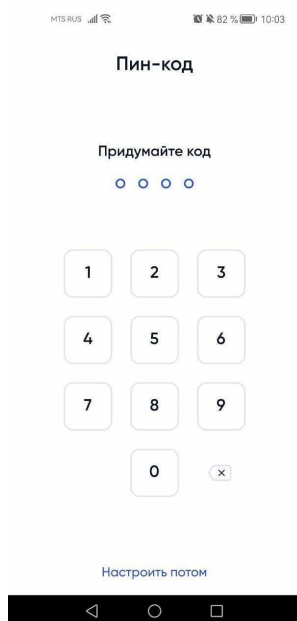 MTS RUS 82 % 10:03
Пин-код
Придумайте код
1 2 3
4 5 6
7 8 9
0
Настроить потом